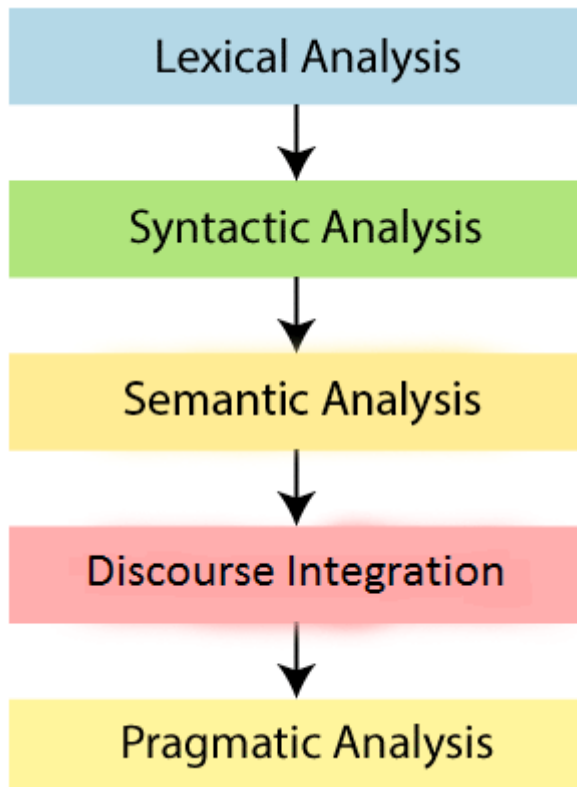 Lexical Analysis
Syntactic Analysis
Semantic Analysis
Discourse Integration
Pragmatic Analysis